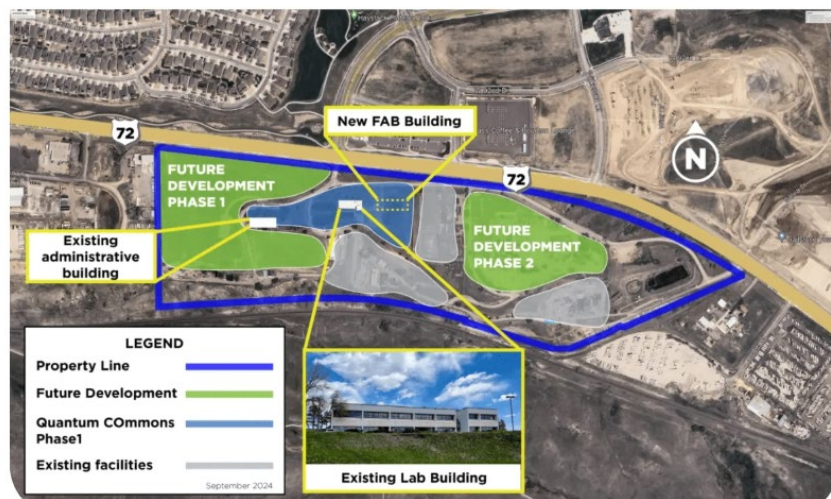 New FAB Building
72
72
N
FUTURE
DEVELOPMENT
PHASE 1
FUTURE
DEVELOPMENT
PHASE 2
Existing
administrative
building
LEGEND
Property Line
Future Development
Quantum COmmons
Phase1
Existing facilities
September 2024
Existing Lab Building